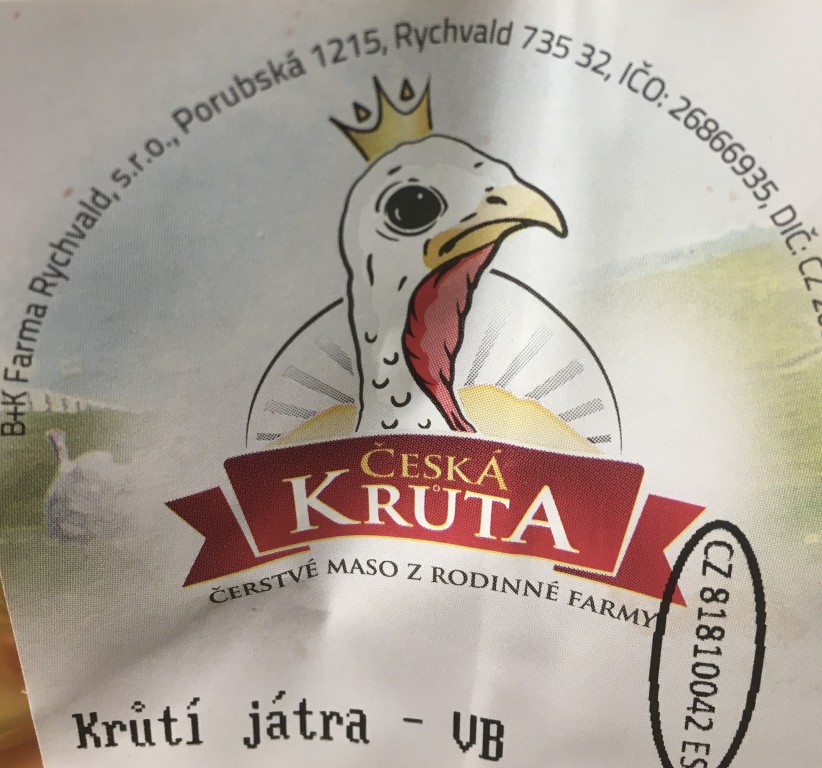 B+K Farma Rychvald, s.r.o., Porubská 1215, Rychvald 735 32, IČO: 26866935, DIČ: CZ
ČESKÁ
KRŮTA
ČERSTVÉ MASO Z RODINNÉ FARMY
CZ 81810042 ES
Krůtí játra - VB